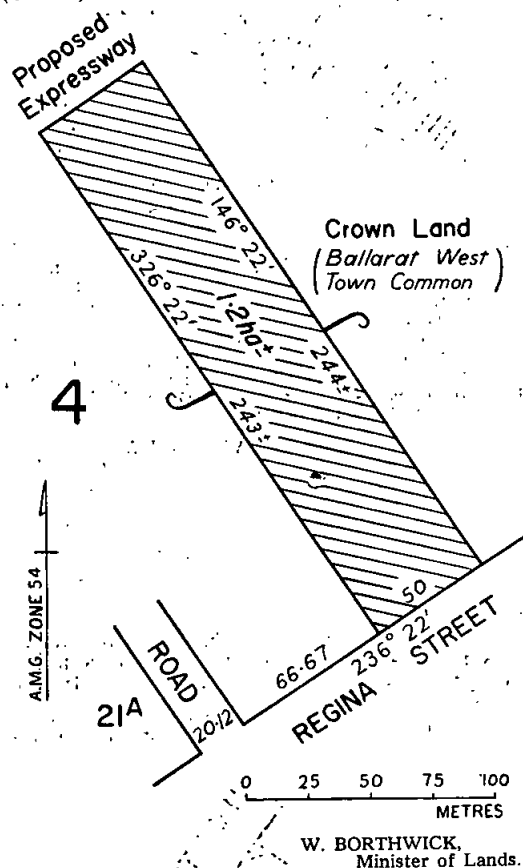 Proposed
Expressway
146° 22'
326° 22'
1·2ha±
Crown Land
(Ballarat West
Town Common)
244±
243±
4
A.M.G. ZONE 54
50
236° 22'
66·67
REGINA STREET
ROAD
20·12
21A
0 25 50 75 100
METRES
W. BORTHWICK,
Minister of Lands.